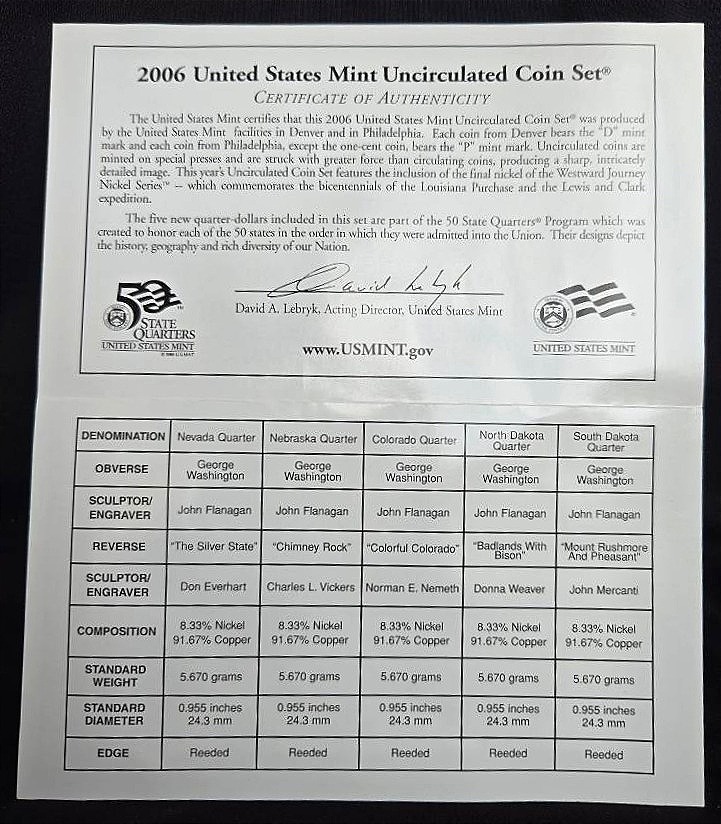 2006 United States Mint Uncirculated Coin Set®
CERTIFICATE OF AUTHENTICITY
The United States Mint certifies that this 2006 United States Mint Uncirculated Coin Set® was produced
by the United States Mint facilities in Denver and in Philadelphia. Each coin from Denver bears the "D" mint
mark and each coin from Philadelphia, except the one-cent coin, bears the "P" mint mark. Uncirculated coins are
minted on special presses and are struck with greater force than circulating coins, producing a sharp, intricately
detailed image. This year's Uncirculated Coin Set features the inclusion of the final nickel of the Westward Journey
Nickel Series™ – which commemorates the bicentennials of the Louisiana Purchase and the Lewis and Clark
expedition.
The five new quarter-dollars included in this set are part of the 50 State Quarters® Program which was
created to honor each of the 50 states in the order in which they were admitted into the Union. Their designs depict
the history, geography and rich diversity of our Nation.
David Lebryk
David A. Lebryk, Acting Director, United States Mint
www.USMINT.gov
50
STATE
QUARTERS
UNITED STATES MINT
UNITED STATES MINT
DENOMINATION Nevada Quarter Nebraska Quarter Colorado Quarter North Dakota Quarter South Dakota Quarter
OBVERSE George Washington George Washington George Washington George Washington George Washington
SCULPTOR/ENGRAVER John Flanagan John Flanagan John Flanagan John Flanagan John Flanagan
REVERSE "The Silver State" "Chimney Rock" "Colorful Colorado" "Badlands With Bison" "Mount Rushmore And Pheasant"
SCULPTOR/ENGRAVER Don Everhart Charles L. Vickers Norman E. Nemeth Donna Weaver John Mercanti
COMPOSITION 8.33% Nickel 91.67% Copper 8.33% Nickel 91.67% Copper 8.33% Nickel 91.67% Copper 8.33% Nickel 91.67% Copper 8.33% Nickel 91.67% Copper
STANDARD WEIGHT 5.670 grams 5.670 grams 5.670 grams 5.670 grams 5.670 grams
STANDARD DIAMETER 0.955 inches 24.3 mm 0.955 inches 24.3 mm 0.955 inches 24.3 mm 0.955 inches 24.3 mm 0.955 inches 24.3 mm
EDGE Reeded Reeded Reeded Reeded Reeded